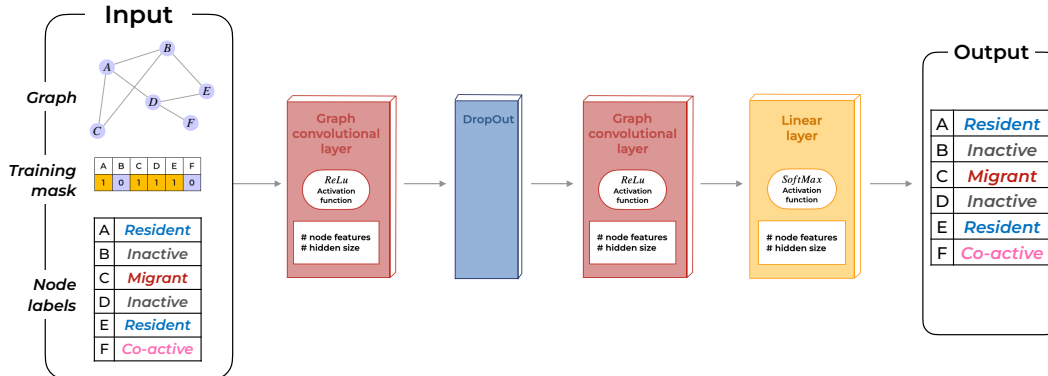 Input
Graph
A
B
C
D
E
F
Training
mask
A B C D E F
1 0 1 1 1 0
Node
labels
A Resident
B Inactive
C Migrant
D Inactive
E Resident
F Co-active
Graph
convolutional
layer
ReLu
Activation
function
# node features
# hidden size
DropOut
Graph
convolutional
layer
ReLu
Activation
function
# node features
# hidden size
Linear
layer
SoftMax
Activation
function
# node features
# hidden size
Output
A Resident
B Inactive
C Migrant
D Inactive
E Resident
F Co-active